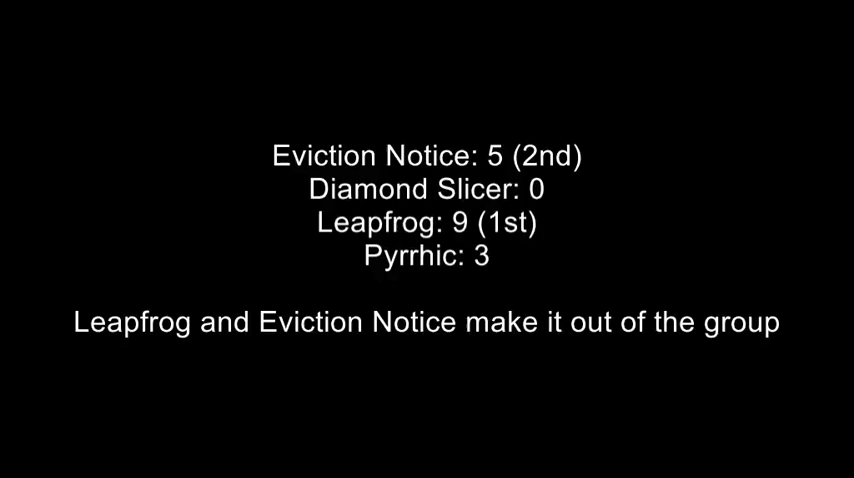 Eviction Notice: 5 (2nd)
Diamond Slicer: 0
Leapfrog: 9 (1st)
Pyrrhic: 3
Leapfrog and Eviction Notice make it out of the group